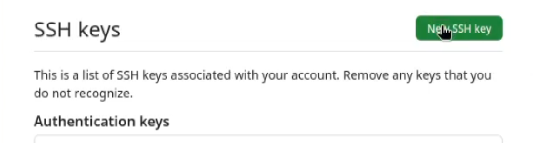 SSH keys
New SSH key
This is a list of SSH keys associated with your account. Remove any keys that you
do not recognize.
Authentication keys